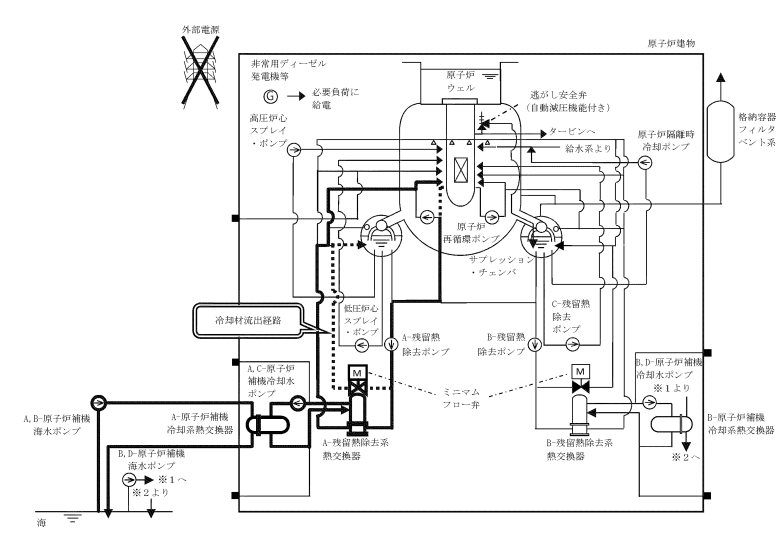 外部電源
原子炉建物
非常用ディーゼル
発電機等
G
必要負荷に
給電
高圧炉心
スプレイ
・ポンプ
原子炉
ウェル
逃がし安全弁
（自動減圧機能付き）
タービンへ
給水系より
原子炉隔離時
冷却ポンプ
格納容器
フィルタ
ベント系
原子炉
再循環ポンプ
サプレッション
・チェンバ
冷却材流出経路
低圧炉心
スプレイ
・ポンプ
A-残留熱
除去ポンプ
B-残留熱
除去ポンプ
C-残留熱
除去
ポンプ
A,C-原子炉
補機冷却水
ポンプ
M
ミニマム
フロー弁
M
B,D-原子炉補機
冷却水ポンプ
※１より
A,B-原子炉補機
海水ポンプ
A-原子炉補機
冷却系熱交換器
A-残留熱除去系
熱交換器
B-残留熱除去系
熱交換器
B-原子炉補機
冷却系熱交換器
※２へ
B,D-原子炉補機
海水ポンプ
※１へ
※２より
海